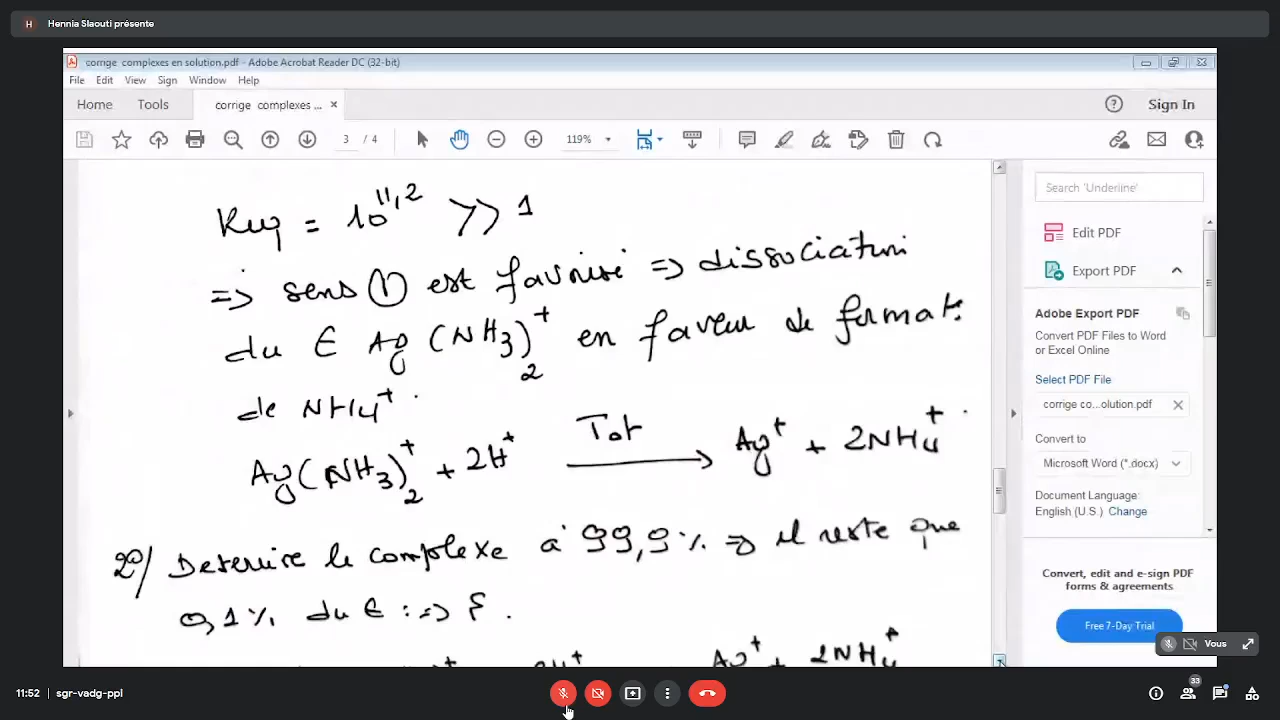 H Hennia Slaouti présente
corrige complexes en solution.pdf - Adobe Acrobat Reader DC (32-bit)
File Edit View Sign Window Help
Home Tools corrige complexes ... × Sign In
3 / 4 119%
Search 'Underline'
Keq = 10^11,2 >> 1
=> sens ① est favorisé => dissociation
du C Ag(NH3)2+ en faveur de format:
de NH4+.
Ag(NH3)2+ + 2H+ Tot → Ag+ + 2NH4+.
2°/ Detruire le complexe à 99,9% => il reste que
0,1% du C : => ξ.
Ag+ + 2NH4+
Edit PDF
Export PDF
Adobe Export PDF
Convert PDF Files to Word
or Excel Online
Select PDF File
corrige co...olution.pdf ×
Convert to
Microsoft Word (*.docx)
Document Language:
English (U.S.) Change
Convert, edit and e-sign PDF
forms & agreements
Free 7-Day Trial
Vous
11:52 sgr-vadg-ppl
33